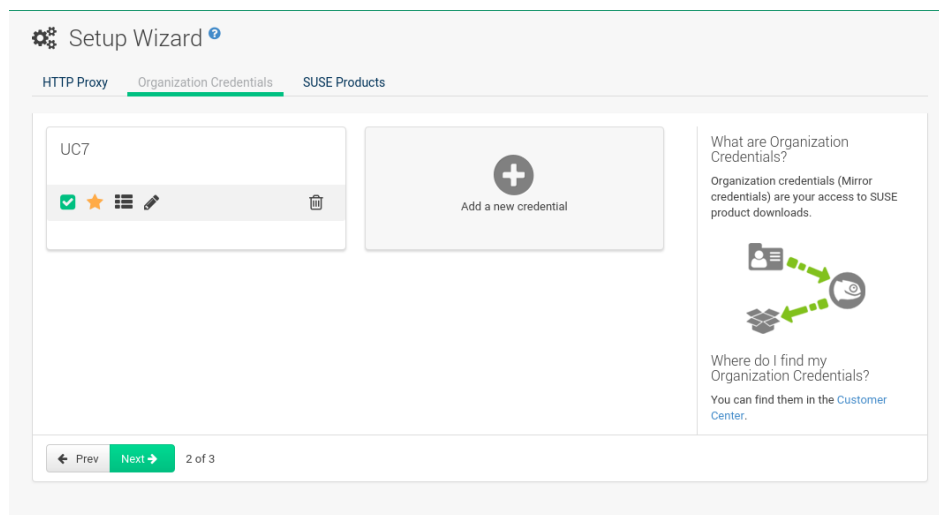 Setup Wizard ?
HTTP Proxy Organization Credentials SUSE Products
UC7
Add a new credential
What are Organization
Credentials?
Organization credentials (Mirror
credentials) are your access to SUSE
product downloads.
Where do I find my
Organization Credentials?
You can find them in the Customer
Center.
Prev Next 2 of 3